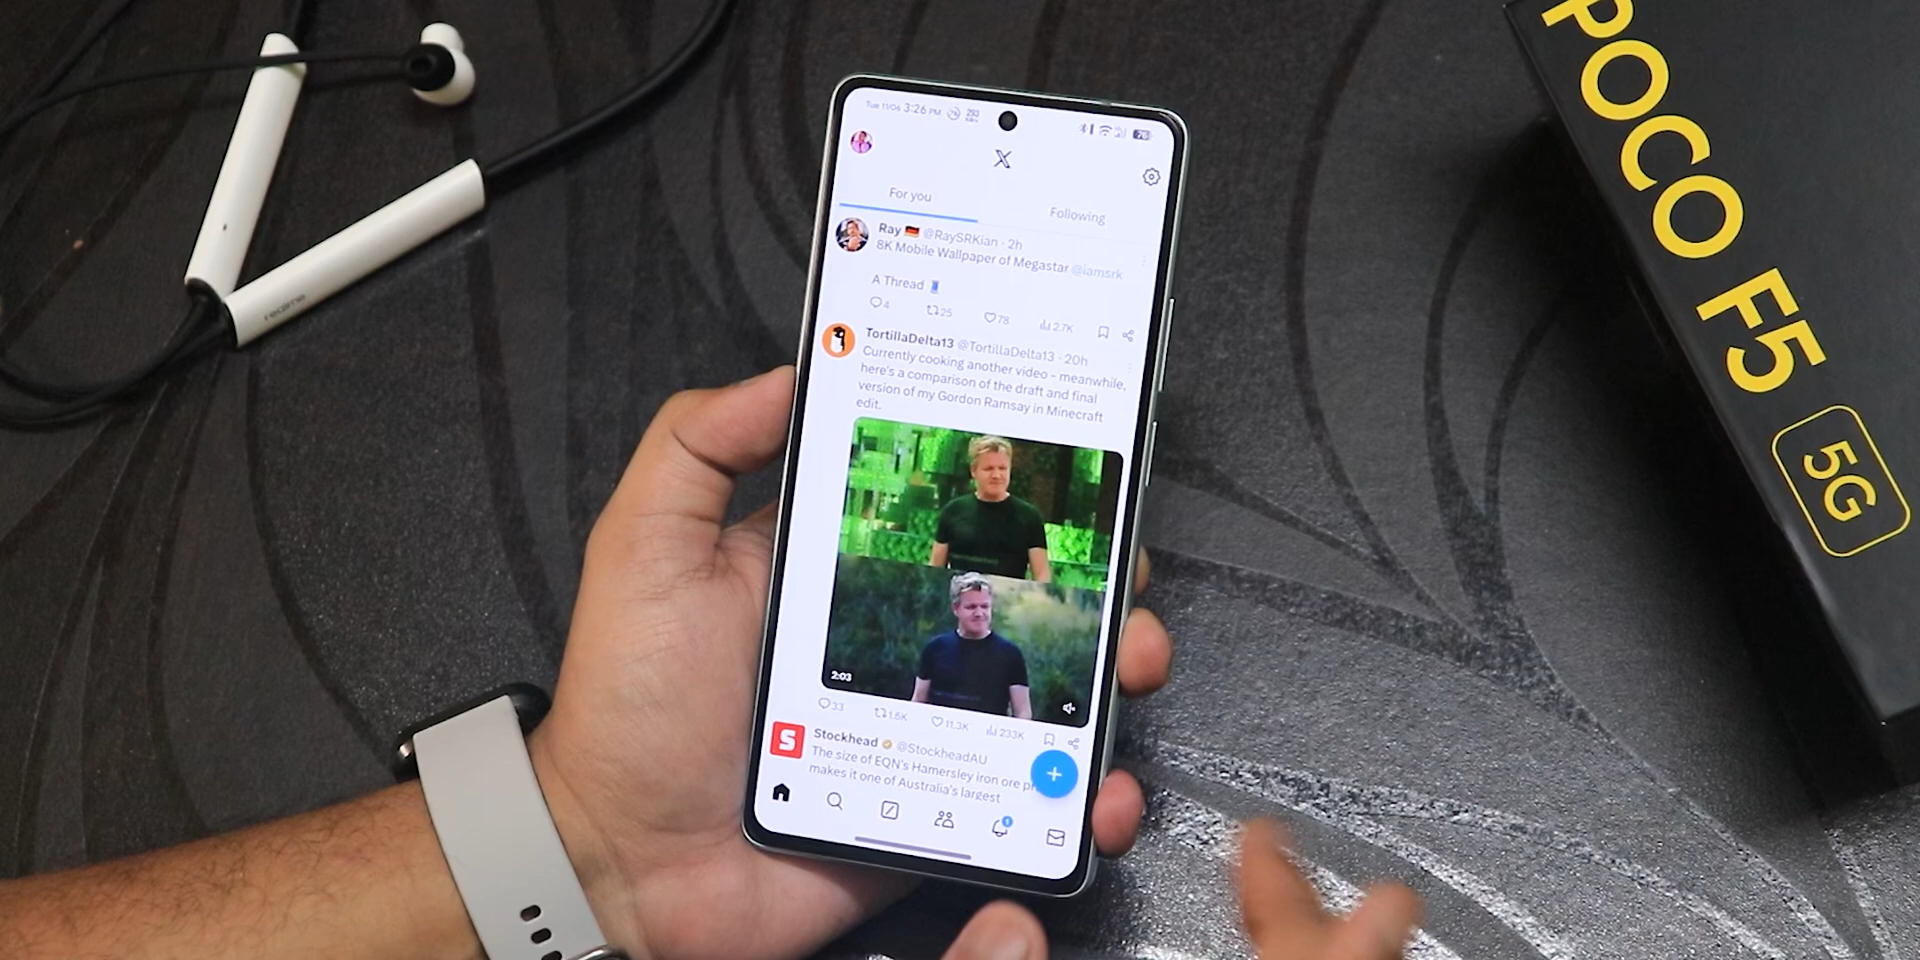 POCO F5 5G
realme
Tue 11/06 3:26 PM
293
76
X
For you
Following
Ray 🇩🇪 @RaySRKian · 2h
8K Mobile Wallpaper of Megastar @iamsrk
A Thread 🧵
4 25 78 2.7K
TortillaDelta13 @TortillaDelta13 · 20h
Currently cooking another video - meanwhile,
here's a comparison of the draft and final
version of my Gordon Ramsay in Minecraft
edit.
2:03
33 1.6K 11.3K 233K
S
Stockhead @StockheadAU
The size of EQN's Hamersley iron ore
makes it one of Australia's largest
1